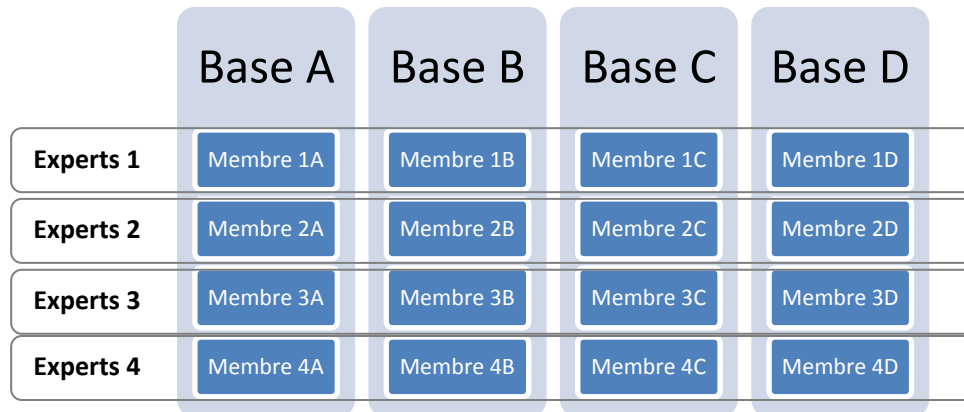 Base A Base B Base C Base D
Experts 1 Membre 1A Membre 1B Membre 1C Membre 1D
Experts 2 Membre 2A Membre 2B Membre 2C Membre 2D
Experts 3 Membre 3A Membre 3B Membre 3C Membre 3D
Experts 4 Membre 4A Membre 4B Membre 4C Membre 4D